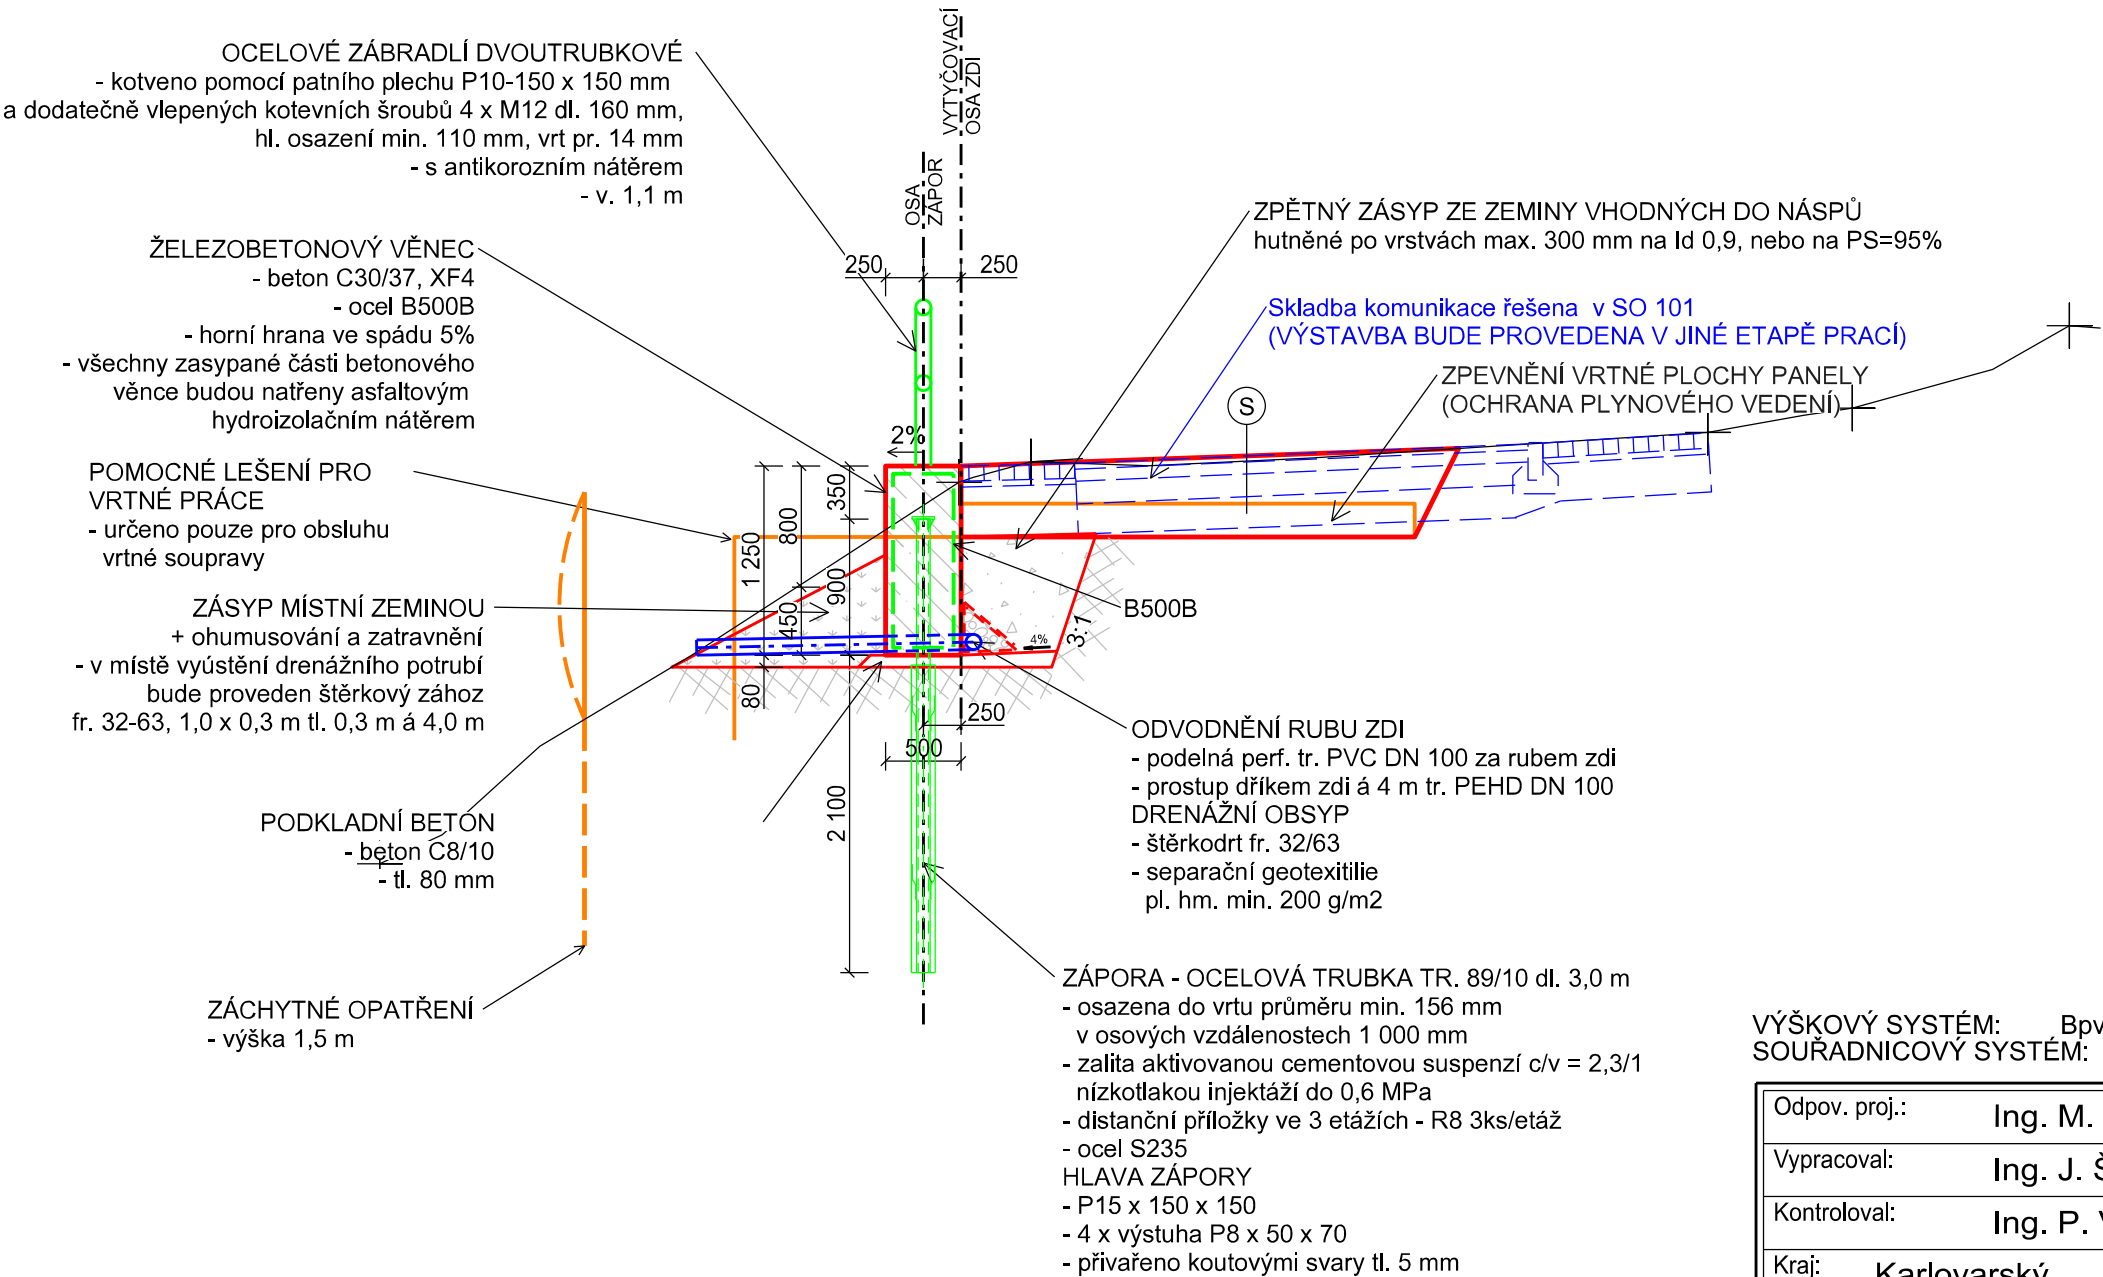 OCELOVÉ ZÁBRADLÍ DVOUTRUBKOVÉ
- kotveno pomocí patního plechu P10-150 x 150 mm
a dodatečně vlepených kotevních šroubů 4 x M12 dl. 160 mm,
hl. osazení min. 110 mm, vrt pr. 14 mm
- s antikorozním nátěrem
- v. 1,1 m
VYTYČOVACÍ
OSA ZDI
OSA
ZÁPOR
ŽELEZOBETONOVÝ VĚNEC
- beton C30/37, XF4
- ocel B500B
- horní hrana ve spádu 5%
- všechny zasypané části betonového
věnce budou natřeny asfaltovým
hydroizolačním nátěrem
250
250
ZPĚTNÝ ZÁSYP ZE ZEMINY VHODNÝCH DO NÁSPŮ
hutněné po vrstvách max. 300 mm na Id 0,9, nebo na PS=95%
Skladba komunikace řešena v SO 101
(VÝSTAVBA BUDE PROVEDENA V JINÉ ETAPĚ PRACÍ)
ZPEVNĚNÍ VRTNÉ PLOCHY PANELY
(OCHRANA PLYNOVÉHO VEDENÍ)
S
2%
POMOCNÉ LEŠENÍ PRO
VRTNÉ PRÁCE
- určeno pouze pro obsluhu
vrtné soupravy
1 250
800
350
450
900
80
2 100
ZÁSYP MÍSTNÍ ZEMINOU
+ ohumusování a zatravnění
- v místě vyústění drenážního potrubí
bude proveden štěrkový zához
fr. 32-63, 1,0 x 0,3 m tl. 0,3 m á 4,0 m
B500B
4%
3:1
250
500
ODVODNĚNÍ RUBU ZDI
- podelná perf. tr. PVC DN 100 za rubem zdi
- prostup dříkem zdi á 4 m tr. PEHD DN 100
DRENÁŽNÍ OBSYP
- štěrkodrt fr. 32/63
- separační geotexitilie
pl. hm. min. 200 g/m2
PODKLADNÍ BETON
- beton C8/10
- tl. 80 mm
ZÁCHYTNÉ OPATŘENÍ
- výška 1,5 m
ZÁPORA - OCELOVÁ TRUBKA TR. 89/10 dl. 3,0 m
- osazena do vrtu průměru min. 156 mm
v osových vzdálenostech 1 000 mm
- zalita aktivovanou cementovou suspenzí c/v = 2,3/1
nízkotlakou injektáží do 0,6 MPa
- distanční příložky ve 3 etážích - R8 3ks/etáž
- ocel S235
HLAVA ZÁPORY
- P15 x 150 x 150
- 4 x výstuha P8 x 50 x 70
- přivařeno koutovými svary tl. 5 mm
VÝŠKOVÝ SYSTÉM: Bpv
SOUŘADNICOVÝ SYSTÉM:
Odpov. proj.: Ing. M.
Vypracoval: Ing. J. Š
Kontroloval: Ing. P. V
Kraj: Karlovarský